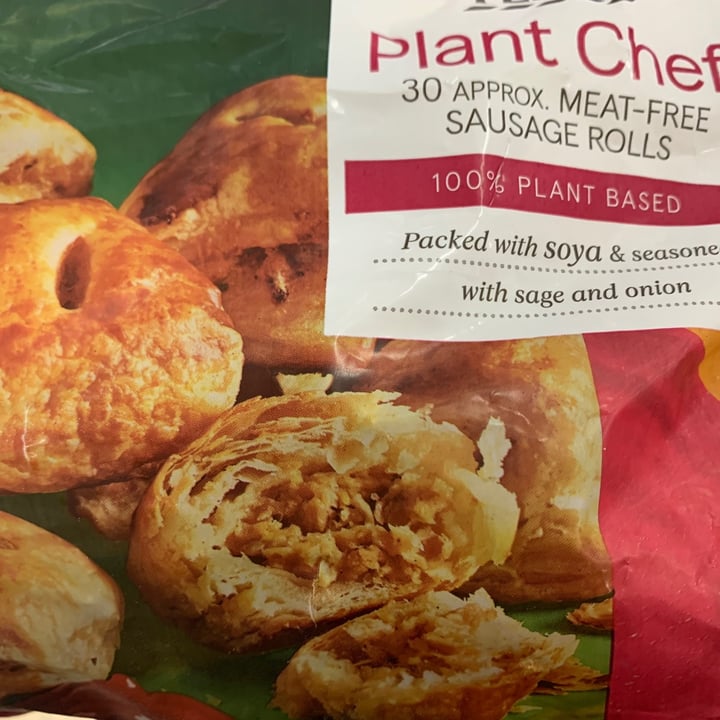 Plant Chef
30 APPROX. MEAT-FREE
SAUSAGE ROLLS
100% PLANT BASED
Packed with soya & seasone
with sage and onion